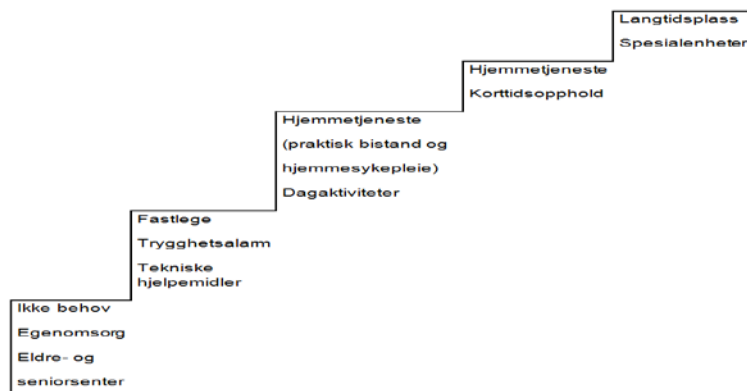 Langtidsplass
Spesialenheter
Hjemmetjeneste
Korttidsopphold
Hjemmetjeneste
(praktisk bistand og
hjemmesykepleie)
Dagaktiviteter
Fastlege
Trygghetsalarm
Tekniske
hjelpemidler
Ikke behov
Egenomsorg
Eldre- og
seniorsenter